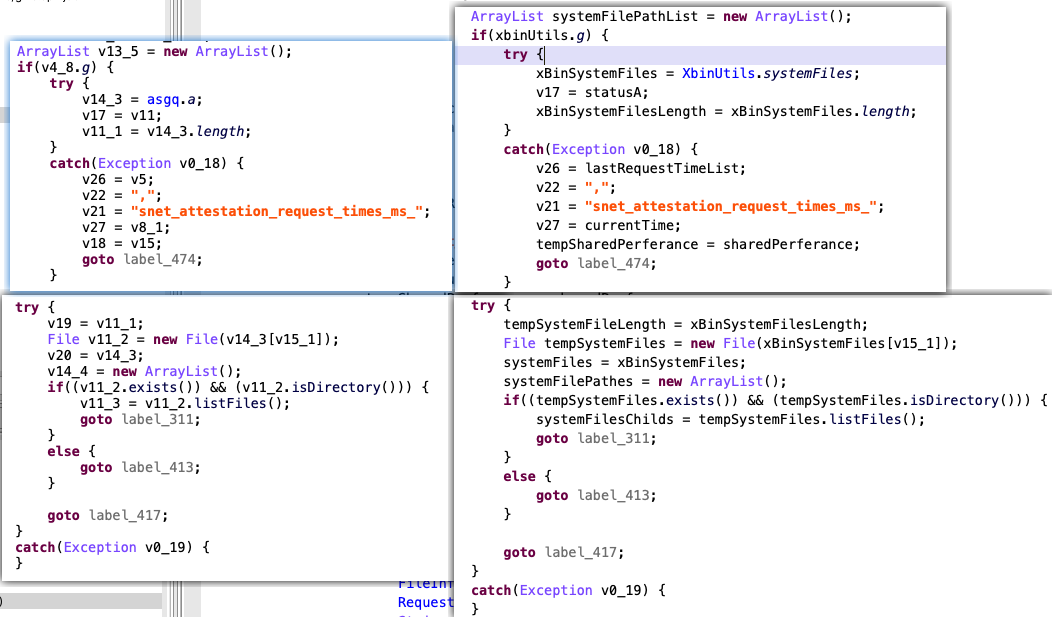 ArrayList v13_5 = new ArrayList();
if(v4_8.g) {
try {
v14_3 = asgq.a;
v17 = v11;
v11_1 = v14_3.length;
}
catch(Exception v0_18) {
v26 = v5;
v22 = ",";
v21 = "snet_attestation_request_times_ms_";
v27 = v8_1;
v18 = v15;
goto label_474;
}
ArrayList systemFilePathList = new ArrayList();
if(xbinUtils.g) {
try {
xBinSystemFiles = XbinUtils.systemFiles;
v17 = statusA;
xBinSystemFilesLength = xBinSystemFiles.length;
}
catch(Exception v0_18) {
v26 = lastRequestTimeList;
v22 = ",";
v21 = "snet_attestation_request_times_ms_";
v27 = currentTime;
tempSharedPerferance = sharedPerferance;
goto label_474;
}
try {
v19 = v11_1;
File v11_2 = new File(v14_3[v15_1]);
v20 = v14_3;
v14_4 = new ArrayList();
if((v11_2.exists()) && (v11_2.isDirectory())) {
v11_3 = v11_2.listFiles();
goto label_311;
}
else {
goto label_413;
}
goto label_417;
}
catch(Exception v0_19) {
}
try {
tempSystemFileLength = xBinSystemFilesLength;
File tempSystemFiles = new File(xBinSystemFiles[v15_1]);
systemFiles = xBinSystemFiles;
systemFilePathes = new ArrayList();
if((tempSystemFiles.exists()) && (tempSystemFiles.isDirectory())) {
systemFilesChilds = tempSystemFiles.listFiles();
goto label_311;
}
else {
goto label_413;
}
goto label_417;
}
catch(Exception v0_19) {
}
Request